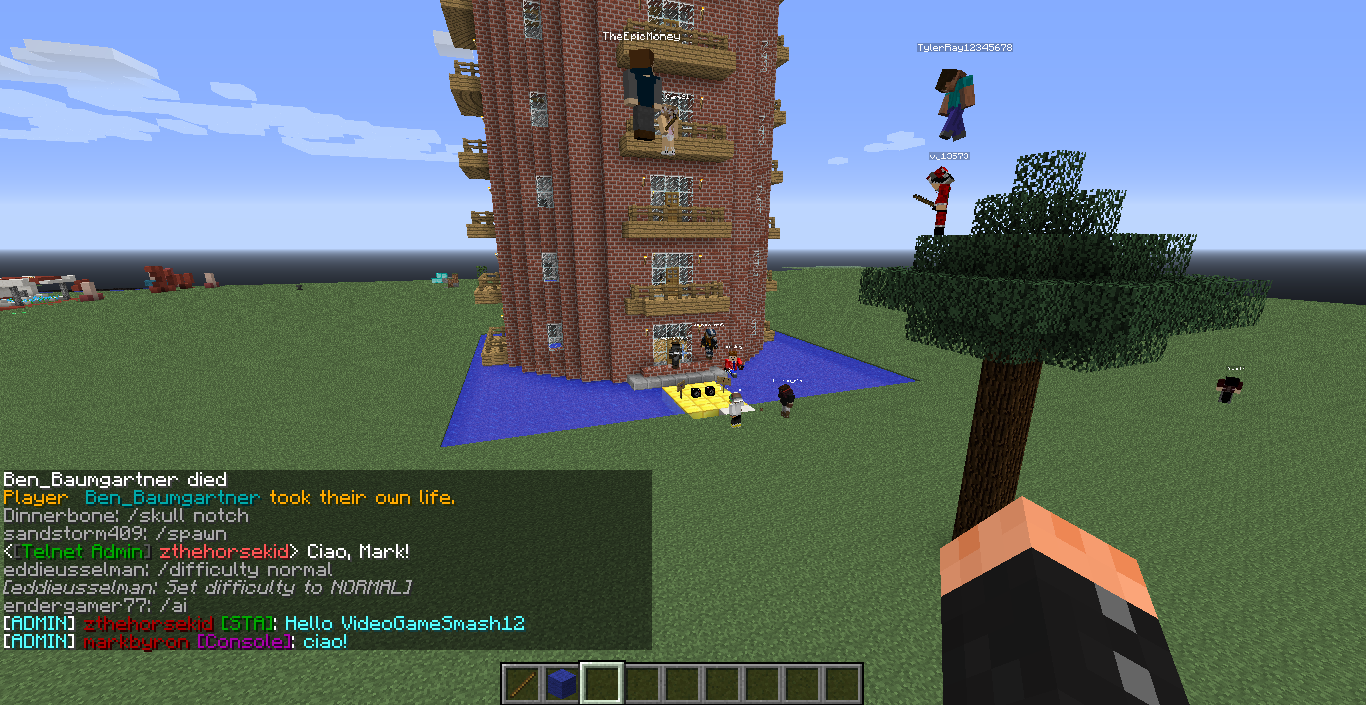 TheEpicMoney
TylerRay12345678
Ben_Baumgartner died
Player Ben_Baumgartner took their own life.
Dinnerbone: /skull notch
sandstorm409: /spawn
<[Telnet Admin] zthehorsekid> Ciao, Mark!
eddieusselman: /difficulty normal
[eddieusselman: Set difficulty to NORMAL]
endergamer77: /ai
[ADMIN] zthehorsekid [STA]: Hello VideoGameSmash12
[ADMIN] markbyron [Console]: ciao!